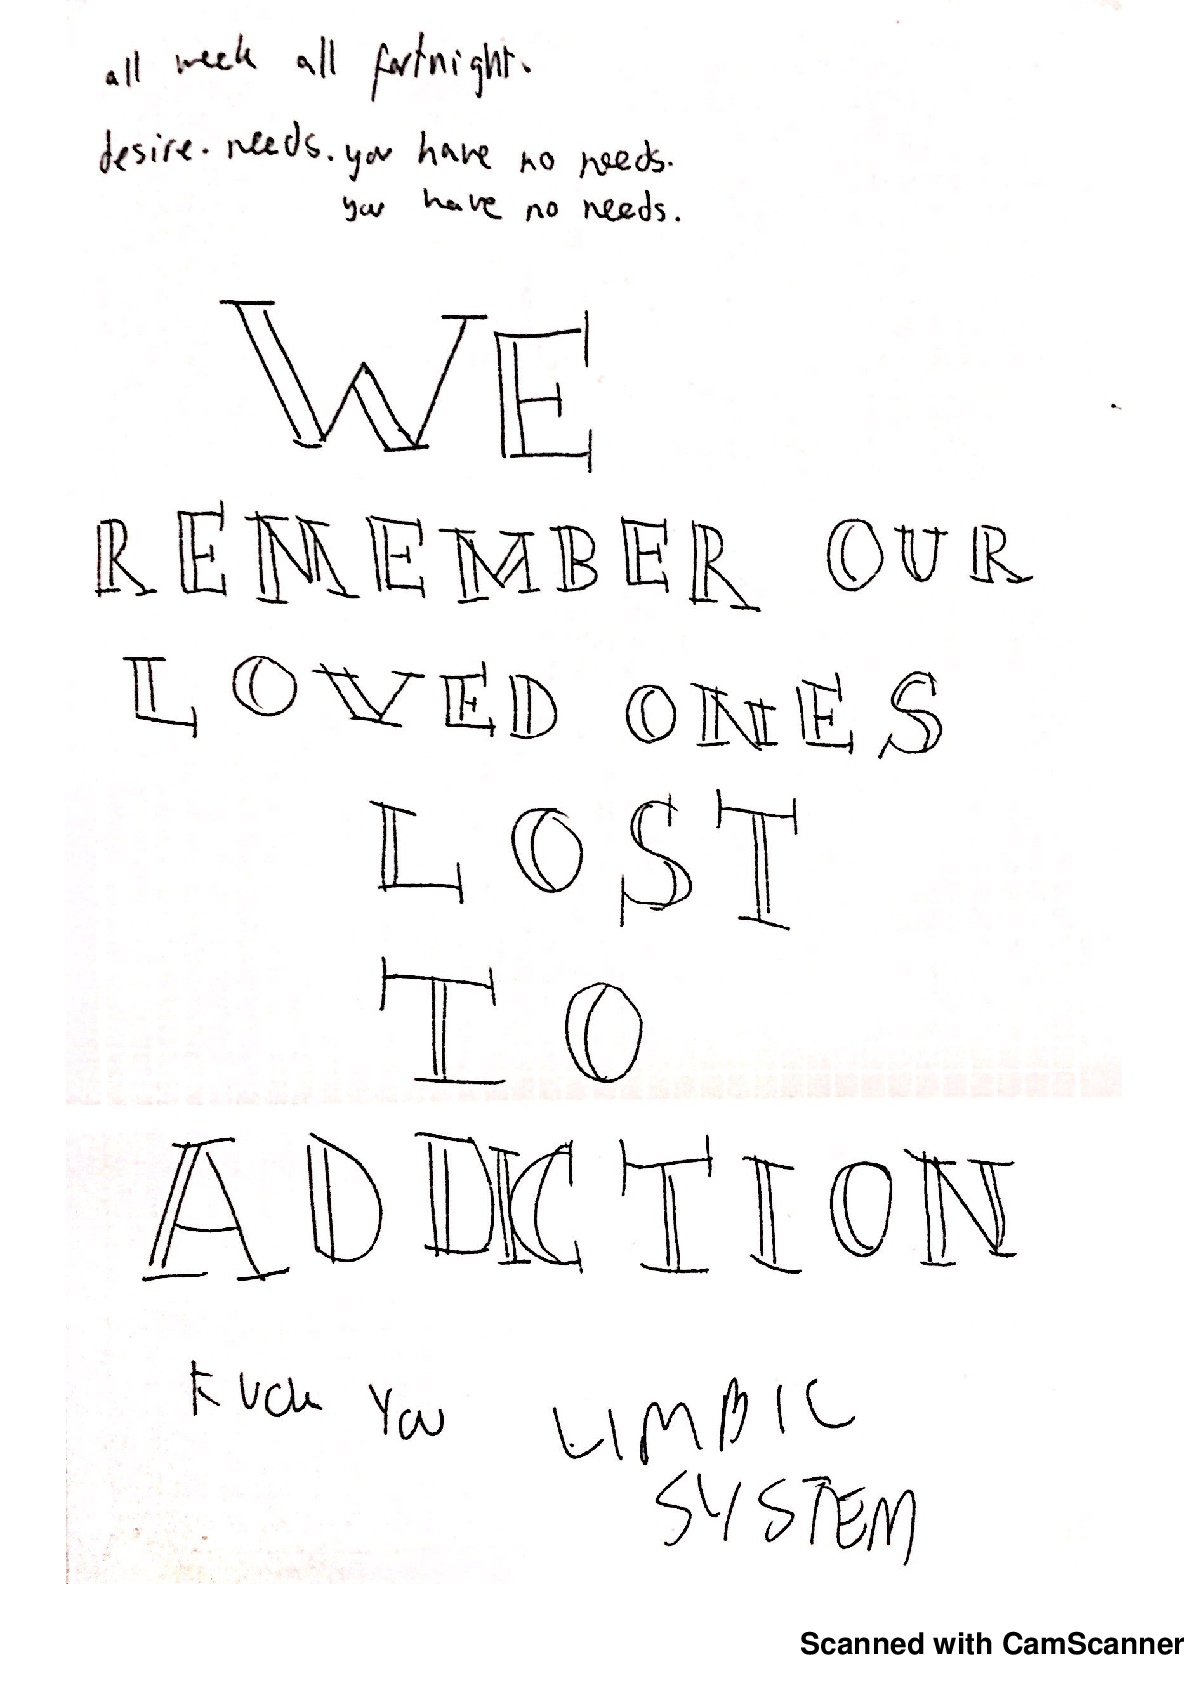 all week all fortnight.
desire. needs. you have no needs.
you have no needs.
WE
REMEMBER OUR
LOVED ONES
LOST
TO
ADDICTION
FUCK YOU LIMBIC
SYSTEM
Scanned with CamScanner